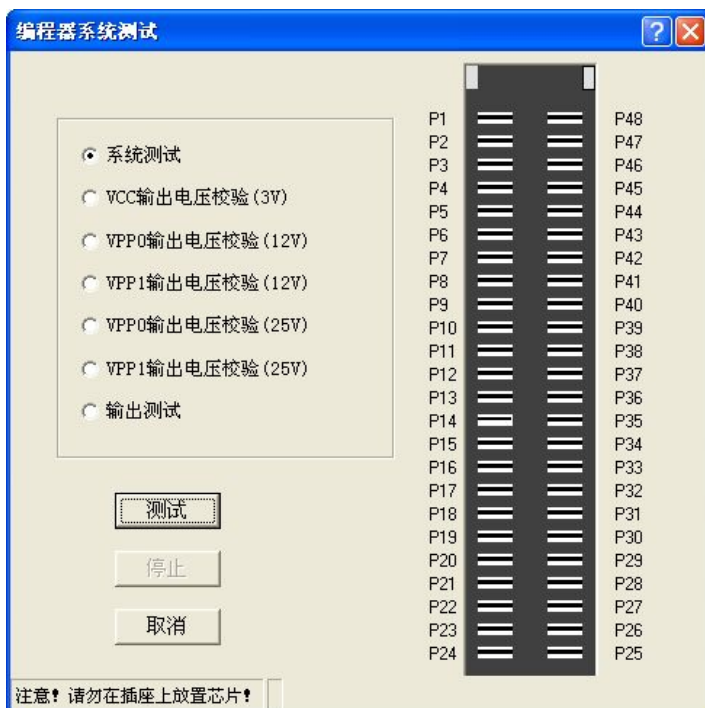 编程器系统测试
系统测试
VCC输出电压校验(3V)
VPP0输出电压校验(12V)
VPP1输出电压校验(12V)
VPP0输出电压校验(25V)
VPP1输出电压校验(25V)
输出测试
测试
停止
取消
注意! 请勿在插座上放置芯片!
P1 P48
P2 P47
P3 P46
P4 P45
P5 P44
P6 P43
P7 P42
P8 P41
P9 P40
P10 P39
P11 P38
P12 P37
P13 P36
P14 P35
P15 P34
P16 P33
P17 P32
P18 P31
P19 P30
P20 P29
P21 P28
P22 P27
P23 P26
P24 P25